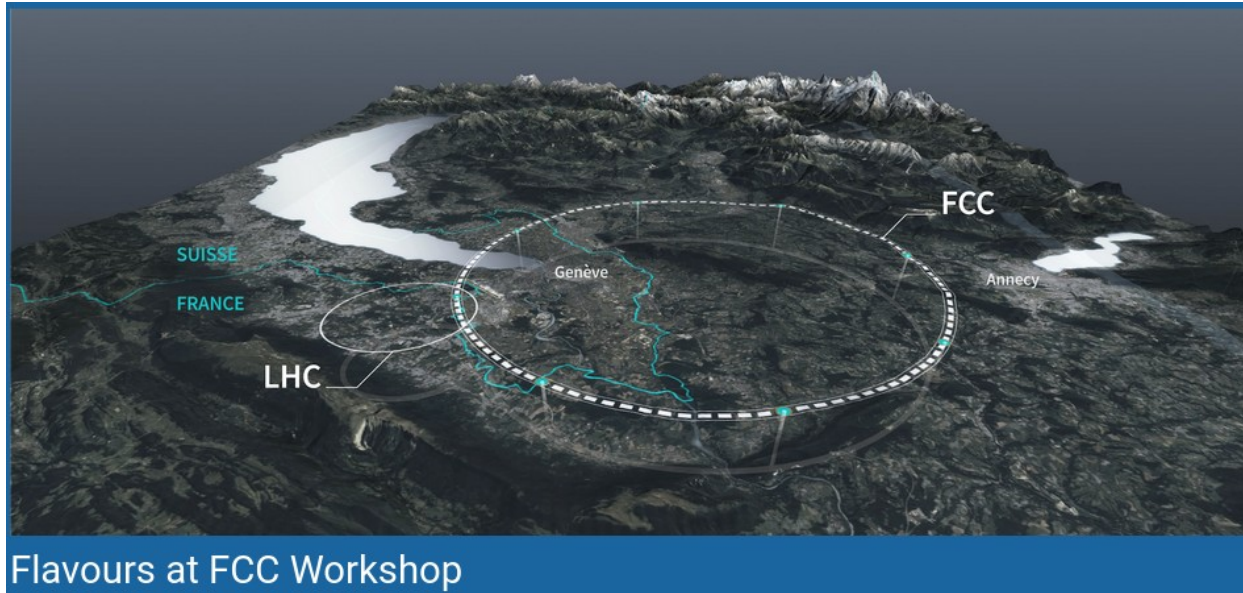 FCC
SUISSE
Genève
Annecy
FRANCE
LHC
Flavours at FCC Workshop